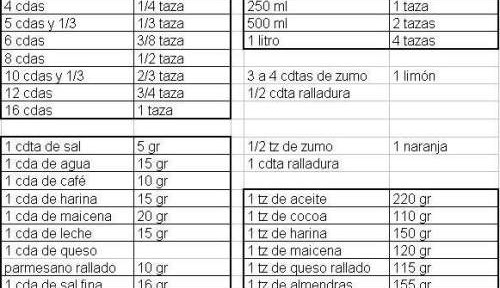 4 cdas 1/4 taza
5 cdas y 1/3 1/3 taza
6 cdas 3/8 taza
8 cdas 1/2 taza
10 cdas y 1/3 2/3 taza
12 cdas 3/4 taza
16 cdas 1 taza
250 ml 1 taza
500 ml 2 tazas
1 litro 4 tazas
3 a 4 cdtas de zumo 1 limón
1/2 cdta ralladura
1 cdta de sal 5 gr
1 cda de agua 15 gr
1 cda de café 10 gr
1 cda de harina 15 gr
1 cda de maicena 20 gr
1 cda de leche 15 gr
1 cda de queso
parmesano rallado 10 gr
1 cda de sal fina 16 gr
1/2 tz de zumo 1 naranja
1 cdta ralladura
1 tz de aceite 220 gr
1 tz de cocoa 110 gr
1 tz de harina 150 gr
1 tz de maicena 120 gr
1 tz de queso rallado 115 gr
1 tz de almendras 155 gr